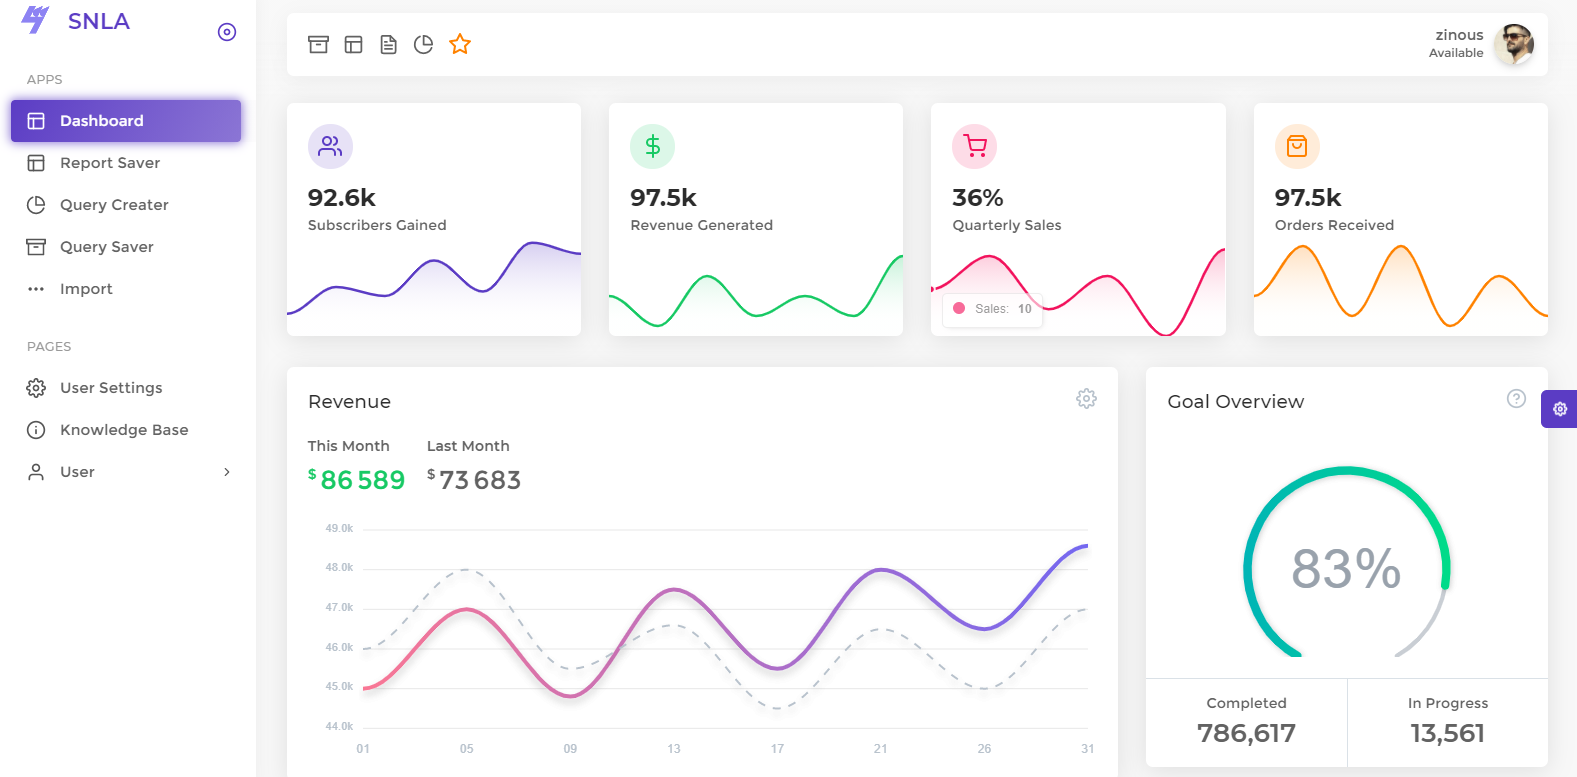 SNLA
APPS
Dashboard
Report Saver
Query Creater
Query Saver
Import
PAGES
User Settings
Knowledge Base
User
zinous
Available
92.6k
Subscribers Gained
97.5k
Revenue Generated
36%
Quarterly Sales
Sales: 10
97.5k
Orders Received
Revenue
This Month
$86 589
Last Month
$73 683
49.0k
48.0k
47.0k
46.0k
45.0k
44.0k
01 05 09 13 17 21 26 31
Goal Overview
83%
Completed
786,617
In Progress
13,561